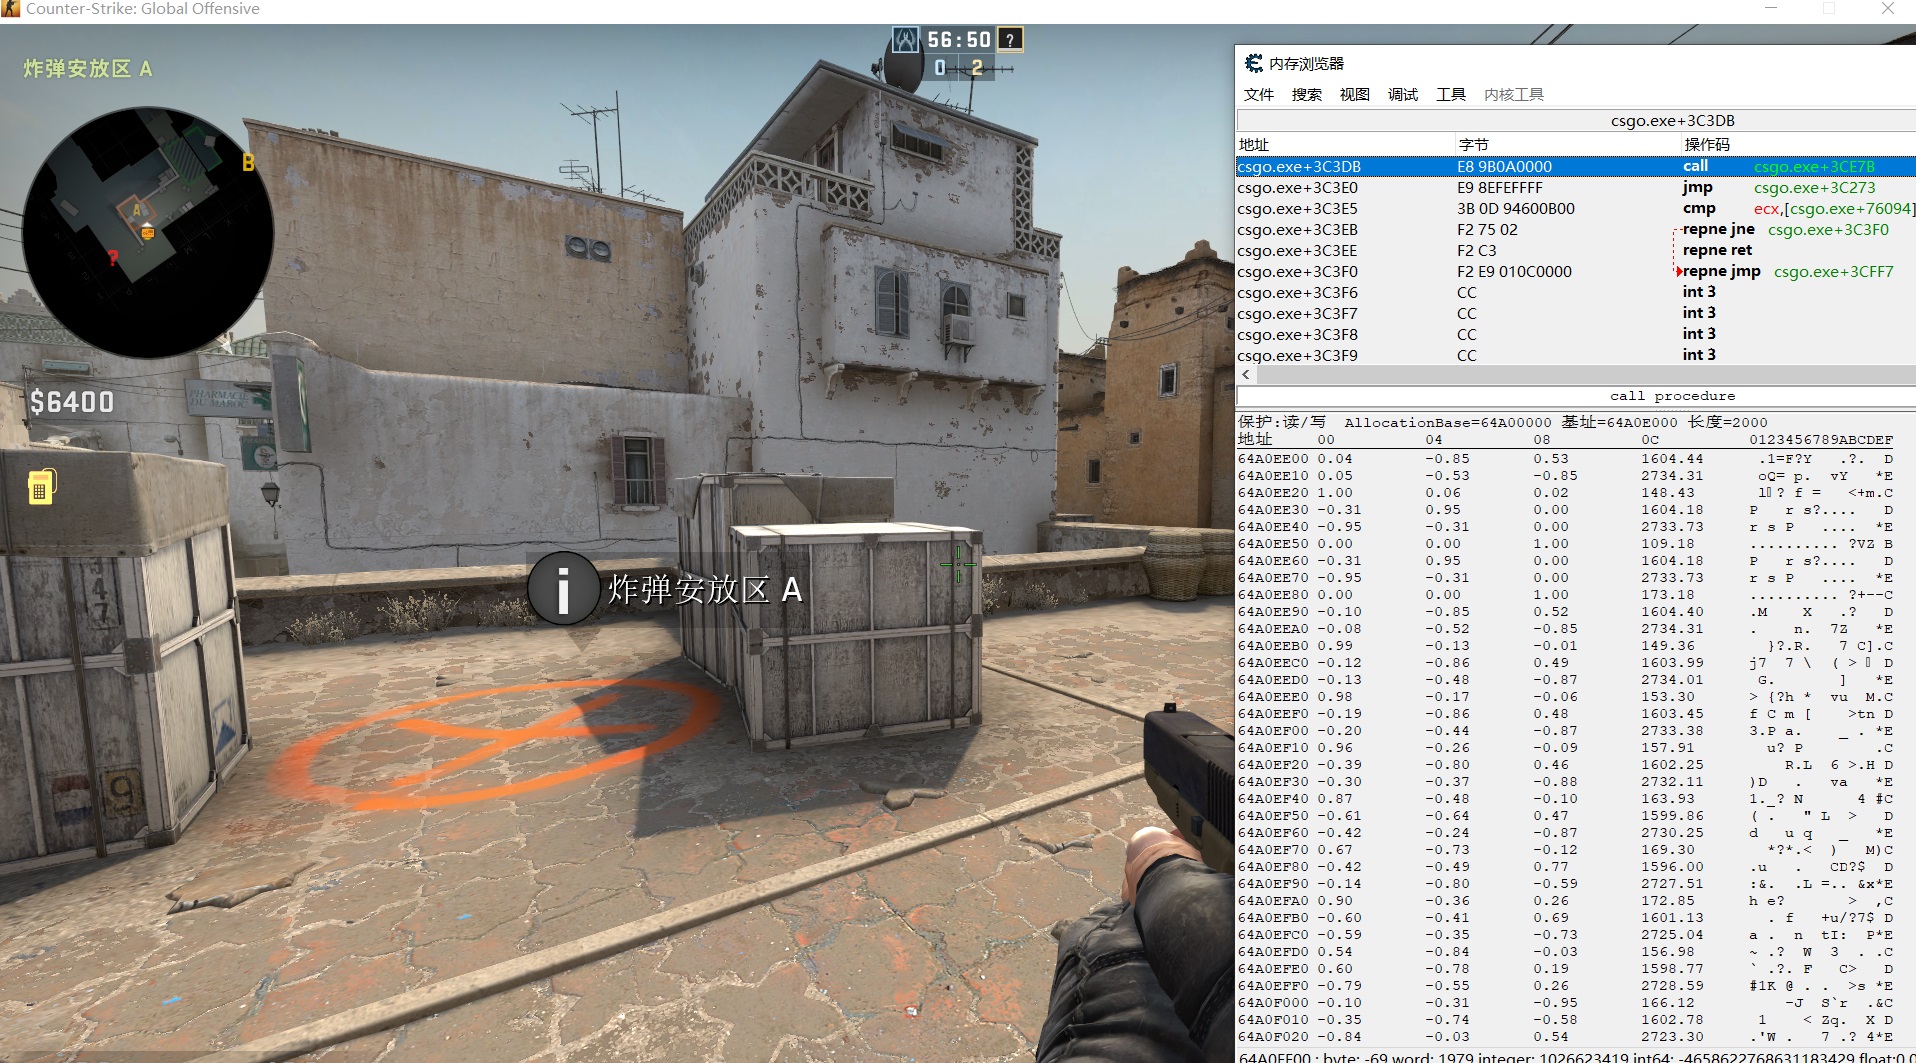 Counter-Strike: Global Offensive
炸弹安放区 A
56:50
?
0 2
B
A
?
$6400
PHARMACIE
DU MAROC
炸弹安放区 A
内存浏览器
文件 搜索 视图 调试 工具 内核工具
csgo.exe+3C3DB
地址 字节 操作码
csgo.exe+3C3DB E8 9B0A0000 call csgo.exe+3CE7B
csgo.exe+3C3E0 E9 8EFEFFFF jmp csgo.exe+3C273
csgo.exe+3C3E5 3B 0D 94600B00 cmp ecx,[csgo.exe+76094]
csgo.exe+3C3EB F2 75 02 repne jne csgo.exe+3C3F0
csgo.exe+3C3EE F2 C3 repne ret
csgo.exe+3C3F0 F2 E9 010C0000 repne jmp csgo.exe+3CFF7
csgo.exe+3C3F6 CC int 3
csgo.exe+3C3F7 CC int 3
csgo.exe+3C3F8 CC int 3
csgo.exe+3C3F9 CC int 3
call procedure
保护:读/写 AllocationBase=64A00000 基址=64A0E000 长度=2000
地址 00 04 08 0C 0123456789ABCDEF
64A0EE00 0.04 -0.85 0.53 1604.44
64A0EE10 0.05 -0.53 -0.85 2734.31
64A0EE20 1.00 0.06 0.02 148.43
64A0EE30 -0.31 0.95 0.00 1604.18
64A0EE40 -0.95 -0.31 0.00 2733.73
64A0EE50 0.00 0.00 1.00 109.18
64A0EE60 -0.31 0.95 0.00 1604.18
64A0EE70 -0.95 -0.31 0.00 2733.73
64A0EE80 0.00 0.00 1.00 173.18
64A0EE90 -0.10 -0.85 0.52 1604.40
64A0EEA0 -0.08 -0.52 -0.85 2734.31
64A0EEB0 0.99 -0.13 -0.01 149.36
64A0EEC0 -0.12 -0.86 0.49 1603.99
64A0EED0 -0.13 -0.48 -0.87 2734.01
64A0EEE0 0.98 -0.17 -0.06 153.30
64A0EEF0 -0.19 -0.86 0.48 1603.45
64A0EF00 -0.20 -0.44 -0.87 2733.38
64A0EF10 0.96 -0.26 -0.09 157.91
64A0EF20 -0.39 -0.80 0.46 1602.25
64A0EF30 -0.30 -0.37 -0.88 2732.11
64A0EF40 0.87 -0.48 -0.10 163.93
64A0EF50 -0.61 -0.64 0.47 1599.86
64A0EF60 -0.42 -0.24 -0.87 2730.25
64A0EF70 0.67 -0.73 -0.12 169.30
64A0EF80 -0.42 -0.49 0.77 1596.00
64A0EF90 -0.14 -0.80 -0.59 2727.51
64A0EFA0 0.90 -0.36 0.26 172.85
64A0EFB0 -0.60 -0.41 0.69 1601.13
64A0EFC0 -0.59 -0.35 -0.73 2725.04
64A0EFD0 0.54 -0.84 -0.03 156.98
64A0EFE0 0.60 -0.78 0.19 1598.77
64A0EFF0 -0.79 -0.55 0.26 2728.59
64A0F000 -0.10 -0.31 -0.95 166.12
64A0F010 -0.35 -0.74 -0.58 1602.78
64A0F020 -0.84 -0.03 0.54 2723.30
64A0EE00 : byte: -69 word: 1979 integer: 1026623419 int64: -4658622768631183429 float:0.0